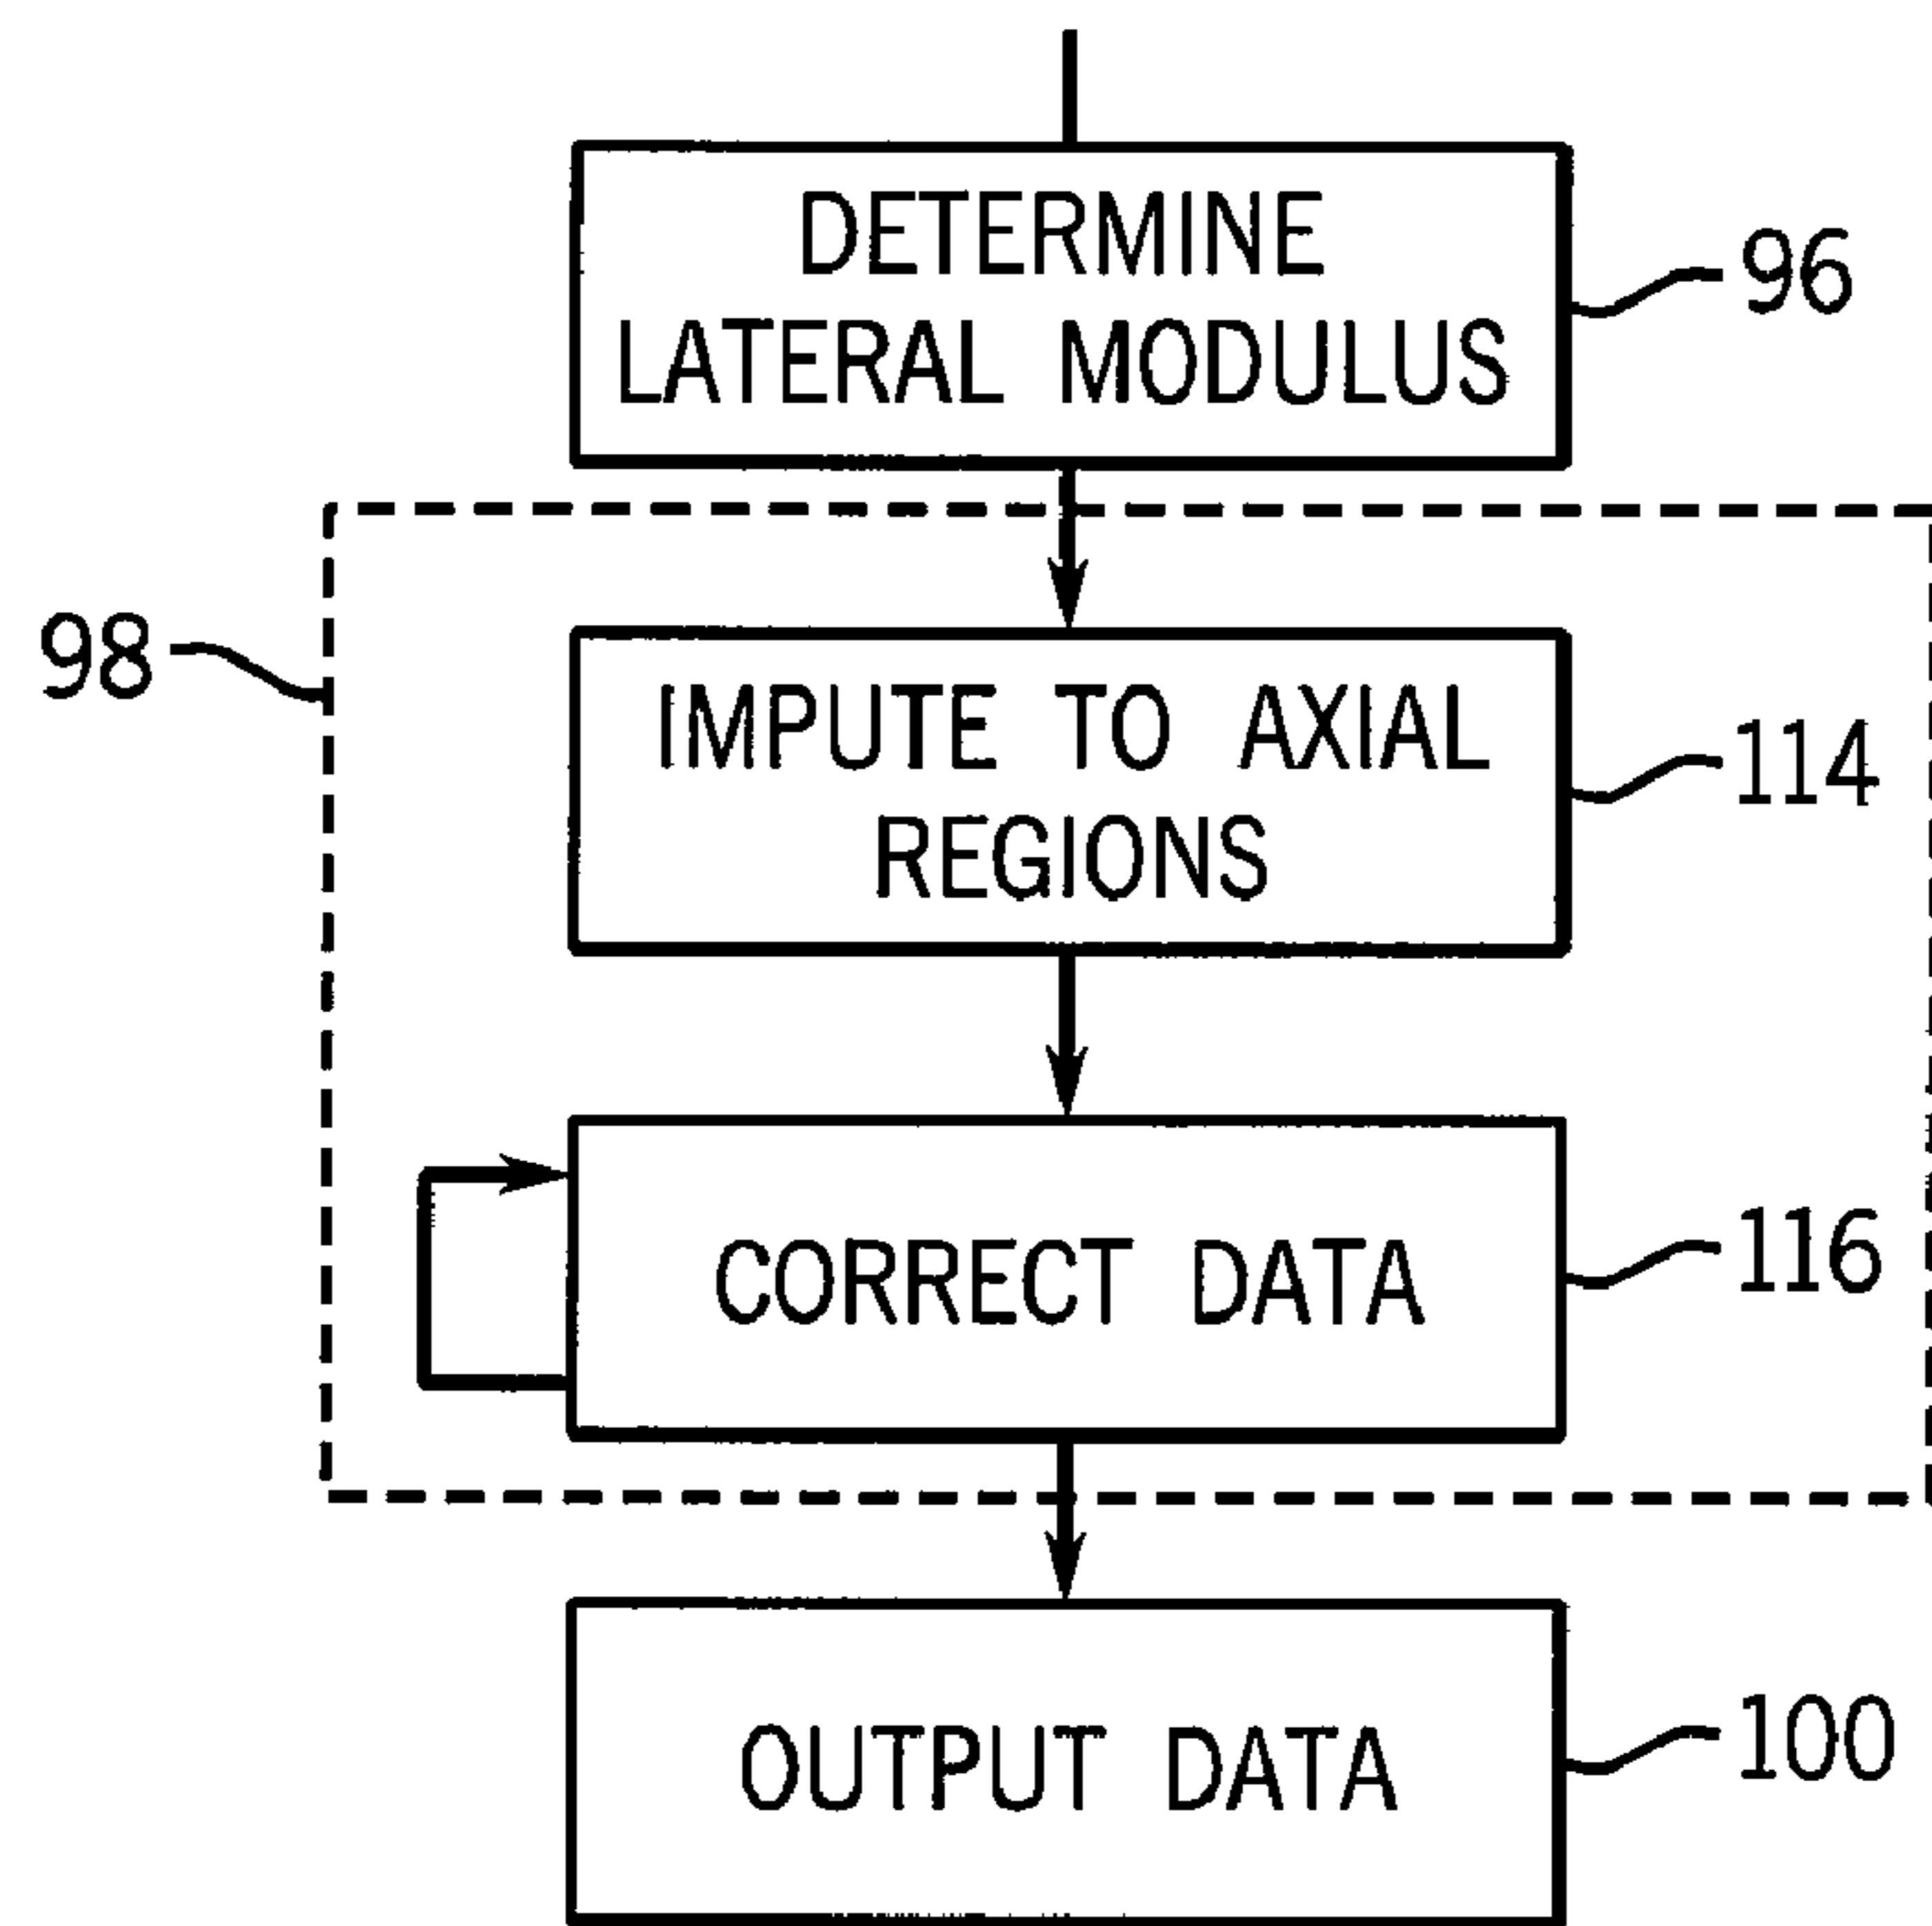 DETERMINE
LATERAL MODULUS
96
98
IMPUTE TO AXIAL
REGIONS
114
CORRECT DATA
116
OUTPUT DATA
100